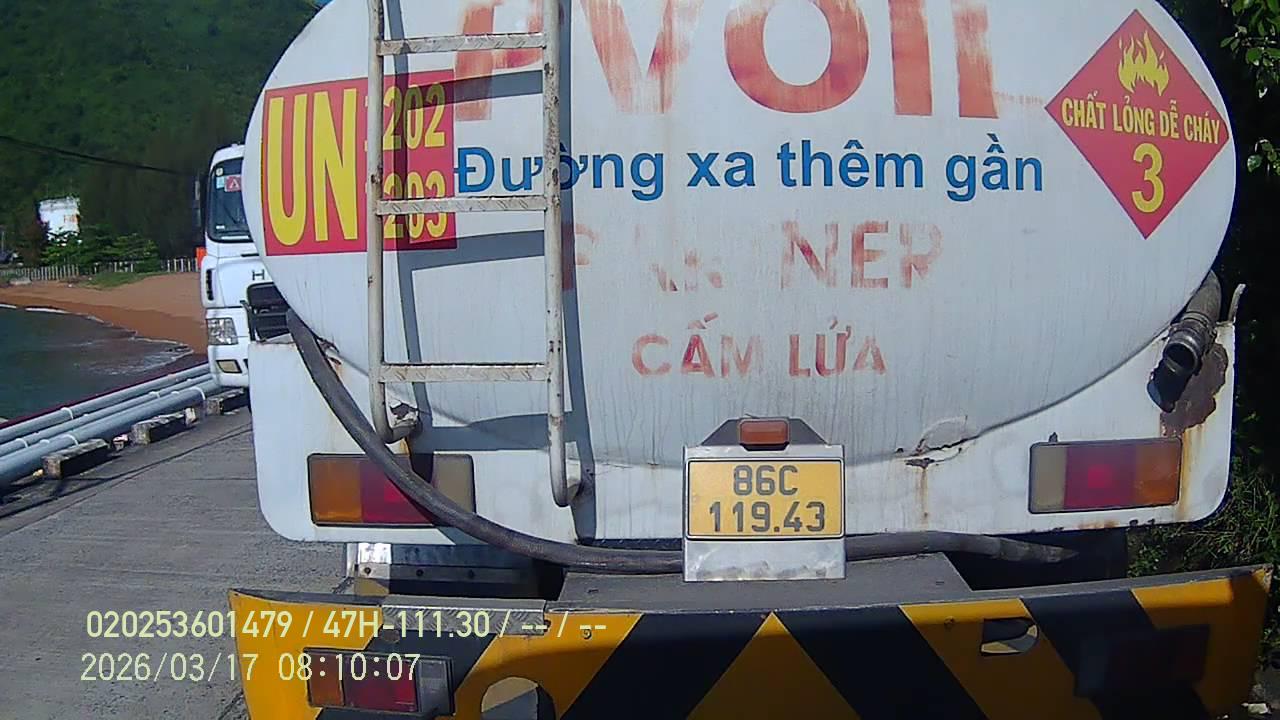 PVOIL
UN
1202
1203
CHẤT LỎNG DỄ CHÁY
3
Đường xa thêm gần
CẤM LỬA
86C
119.43
020253601479 / 47H-111.30 / -- / --
2026/03/17 08:10:07